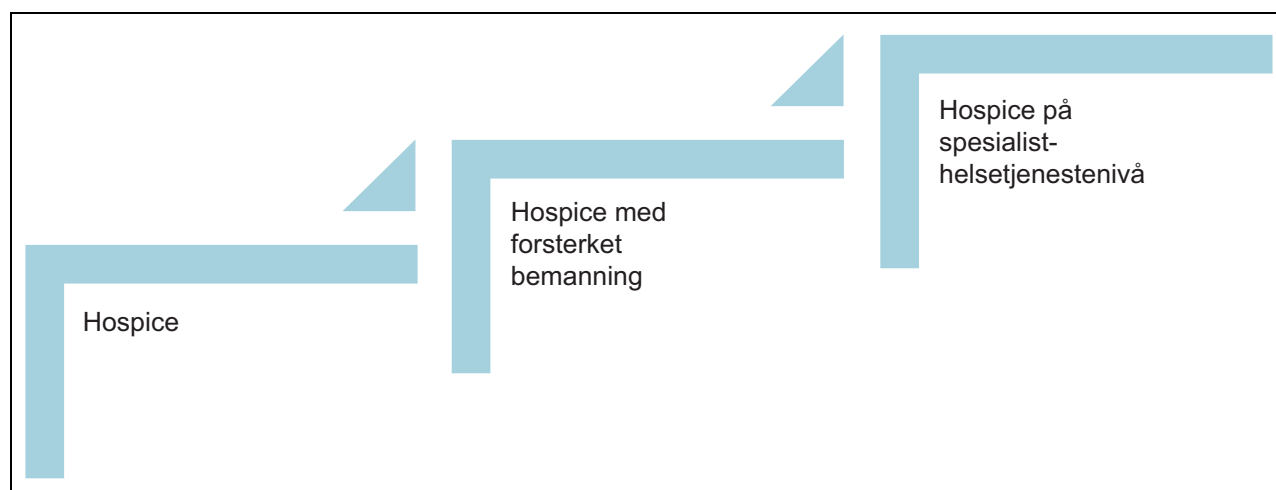 Hospice
Hospice med
forsterket
bemanning
Hospice på
spesialist-
helsetjenestenivå